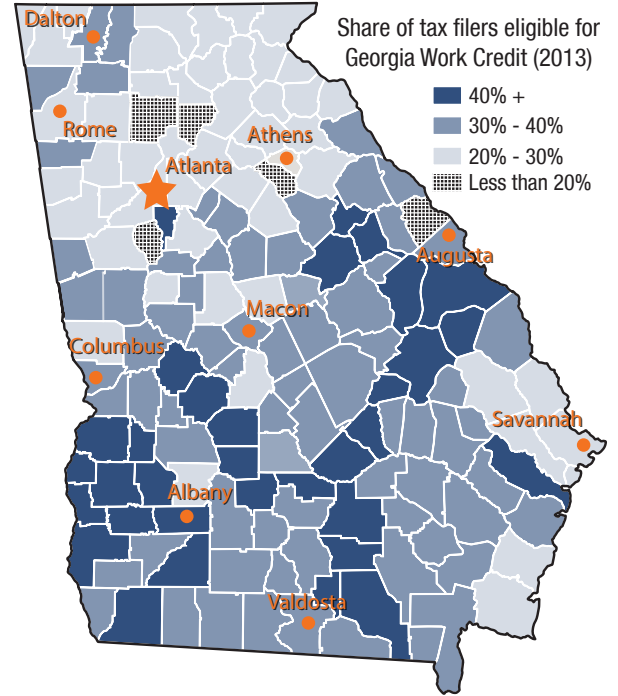 Share of tax filers eligible for
Georgia Work Credit (2013)
40% +
30% - 40%
20% - 30%
Less than 20%
Dalton
Rome
Athens
Atlanta
Augusta
Macon
Columbus
Savannah
Albany
Valdosta